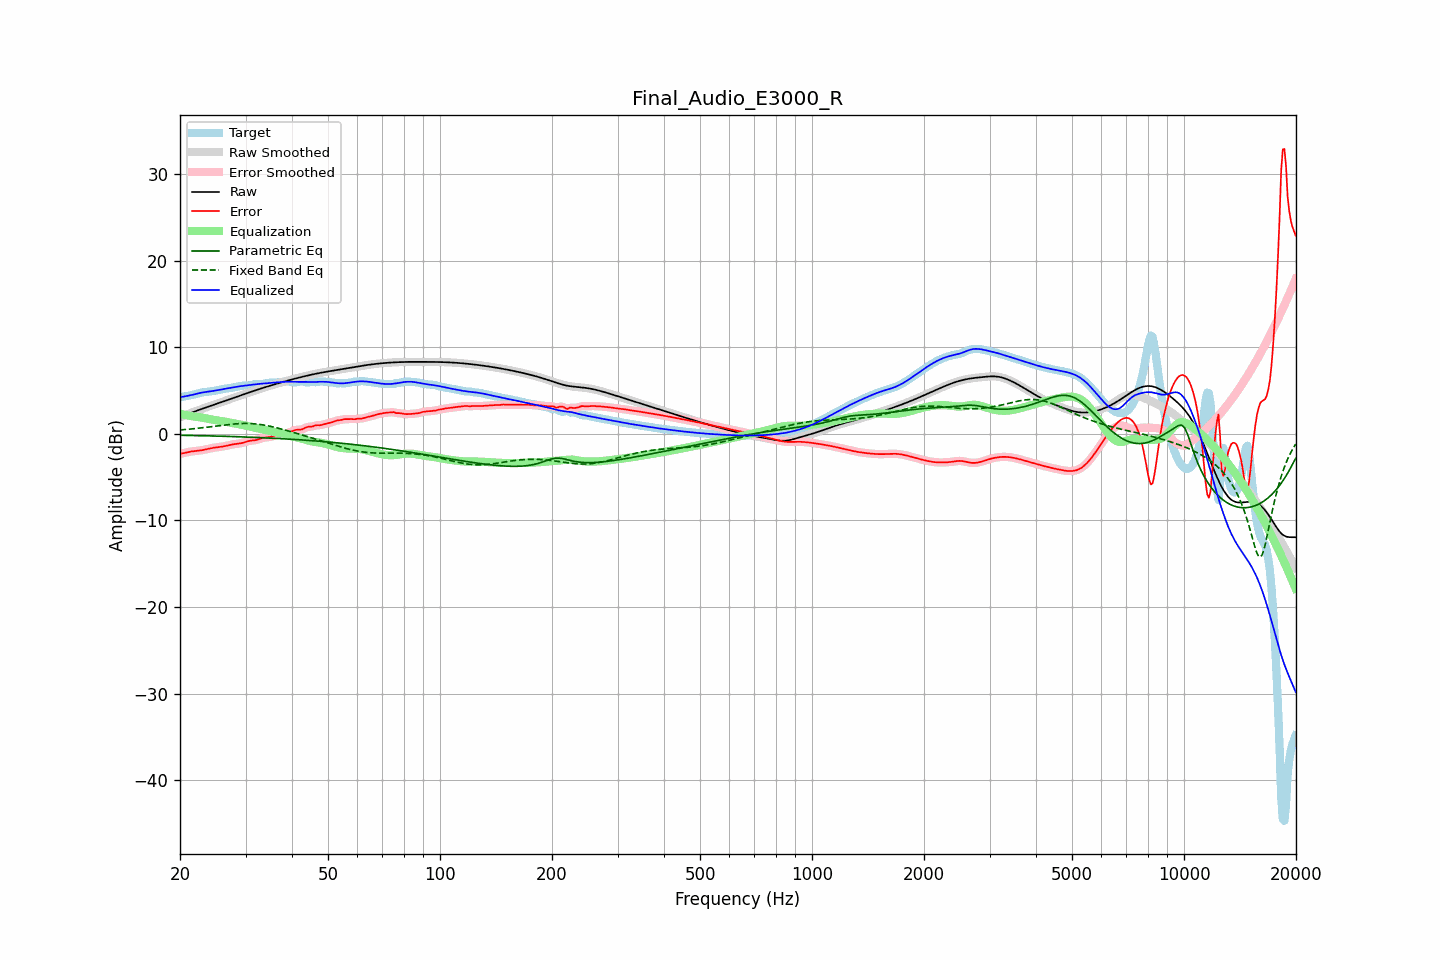 Final_Audio_E3000_R
Target
Raw Smoothed
Error Smoothed
Raw
Error
Equalization
Parametric Eq
Fixed Band Eq
Equalized
30
20
10
0
−10
−20
−30
−40
Amplitude (dBr)
20
50
100
200
500
1000
2000
5000
10000
20000
Frequency (Hz)